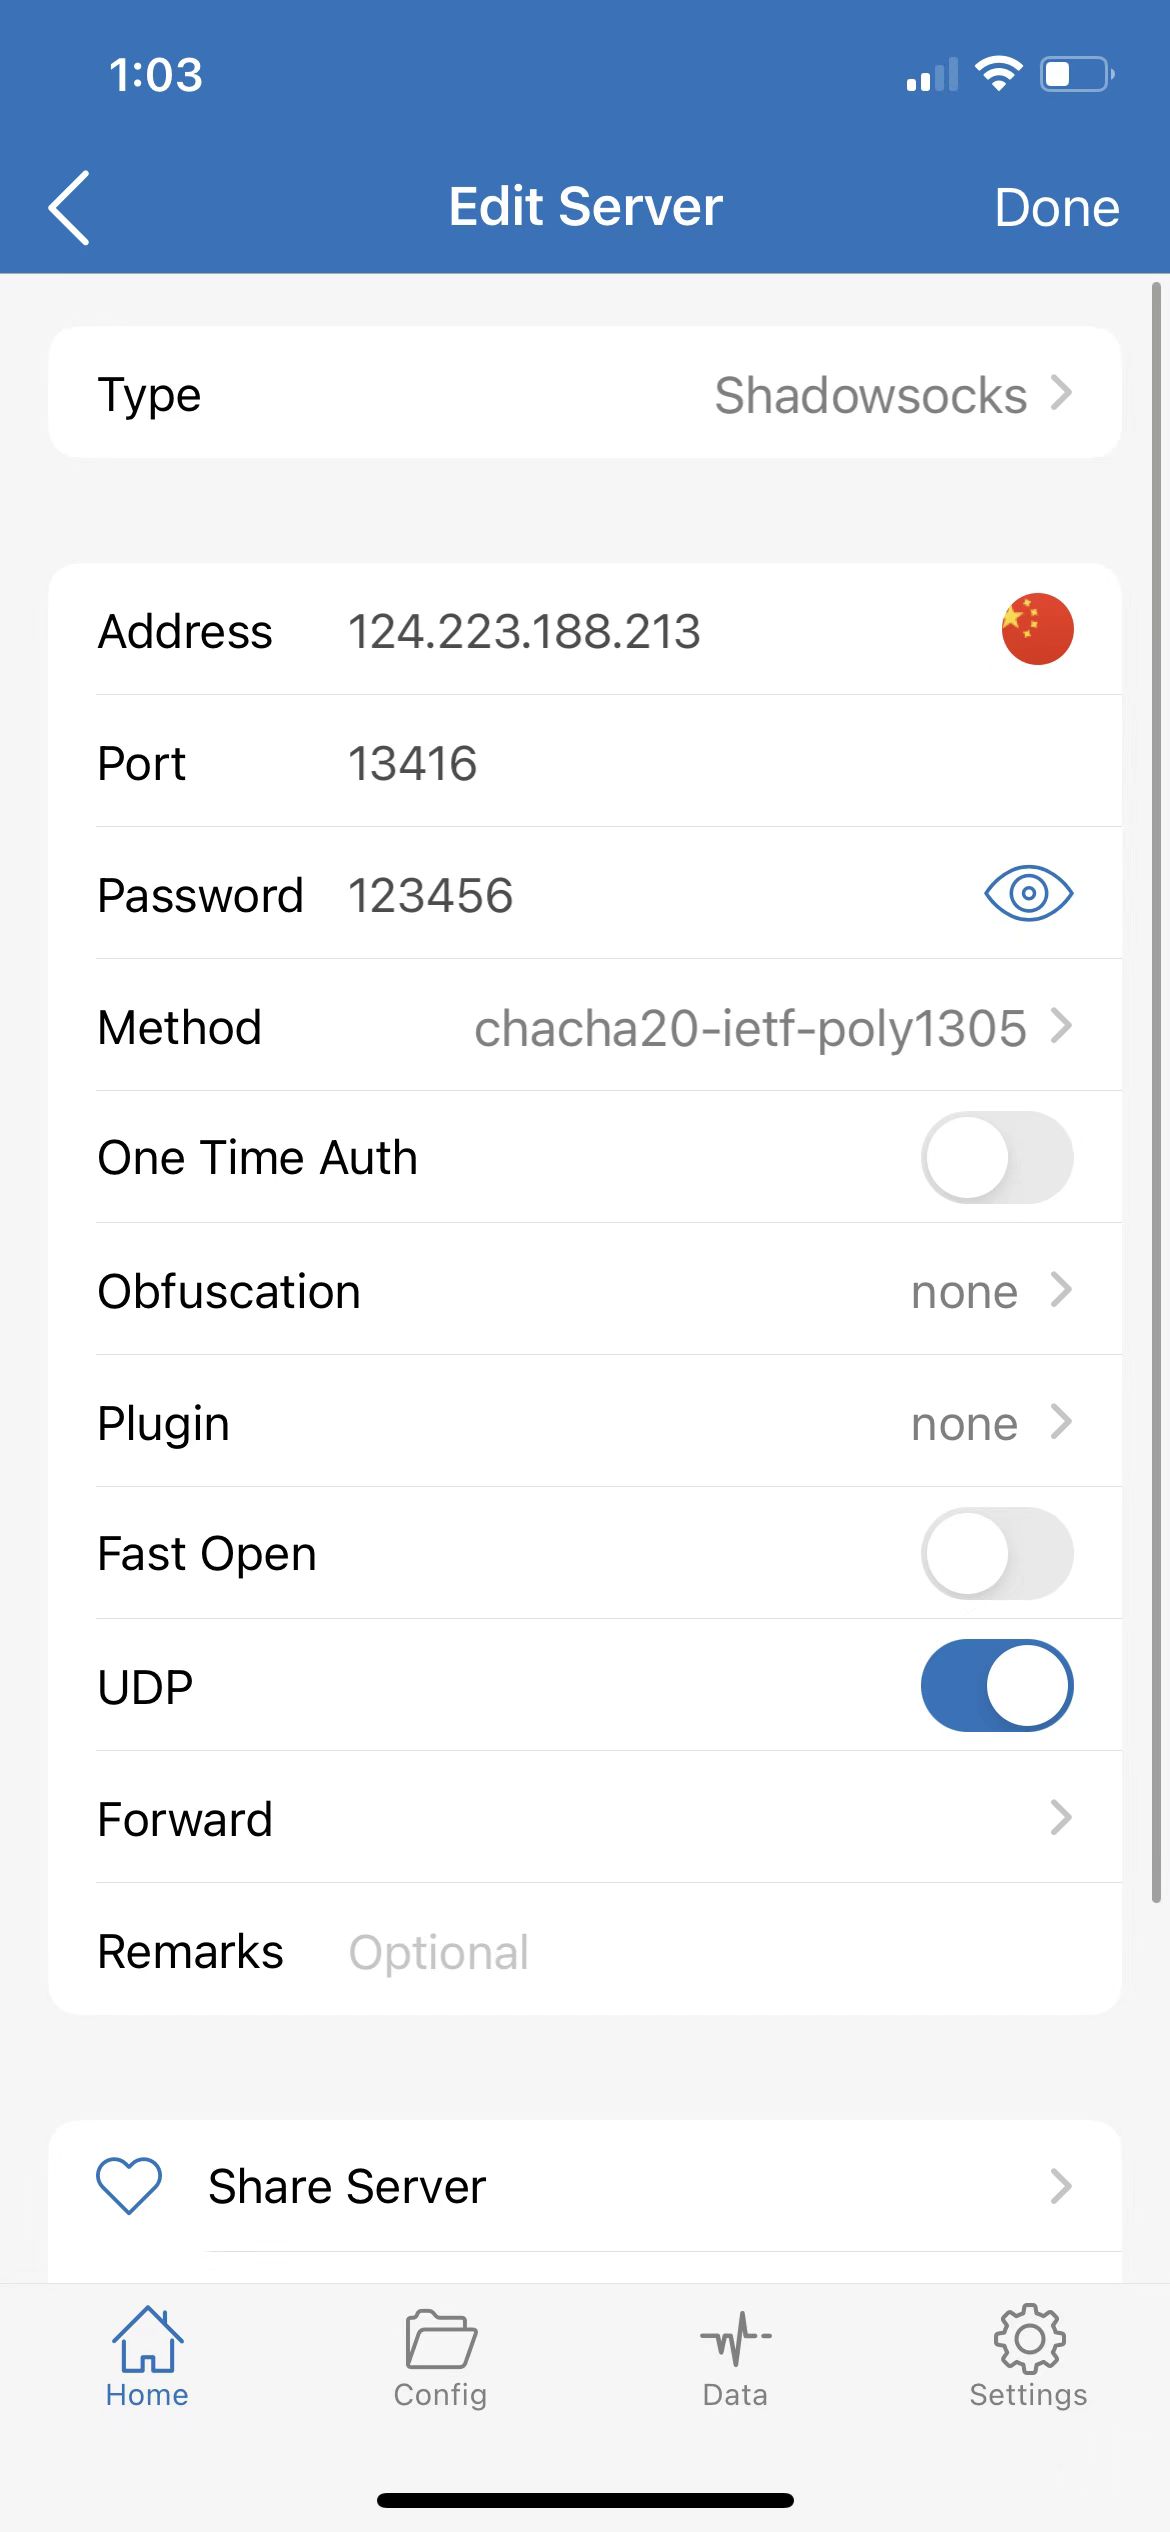 1:03
Edit Server
Done
Type Shadowsocks
Address 124.223.188.213
Port 13416
Password 123456
Method chacha20-ietf-poly1305
One Time Auth
Obfuscation none
Plugin none
Fast Open
UDP
Forward
Remarks Optional
Share Server
Home Config Data Settings